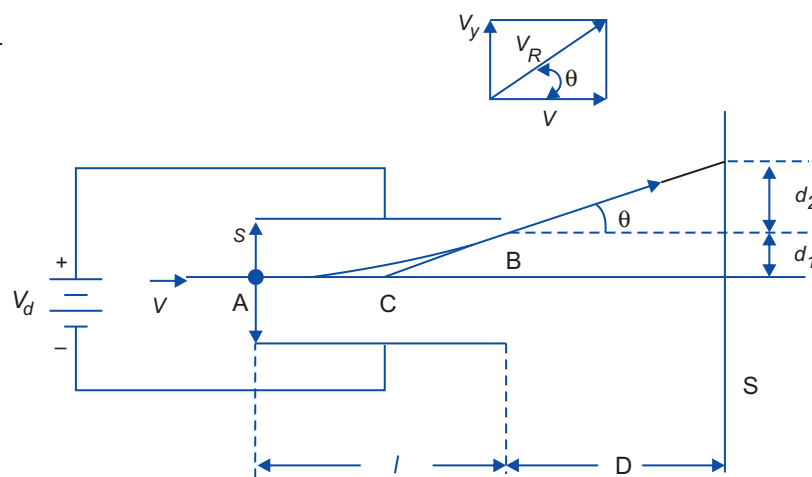 V_y
V_R
θ
V
d_2
S
θ
B
d_1
+
V_d
V
A
C
–
S
l
D